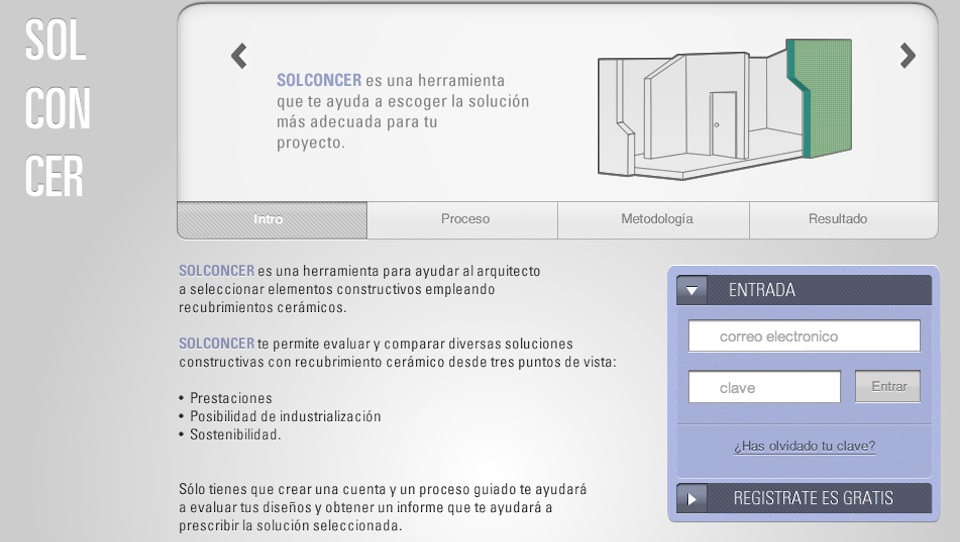 SOL
CON
CER
SOLCONCER es una herramienta
que te ayuda a escoger la solución
más adecuada para tu
proyecto.
Intro
Proceso
Metodología
Resultado
SOLCONCER es una herramienta para ayudar al arquitecto
a seleccionar elementos constructivos empleando
recubrimientos cerámicos.
SOLCONCER te permite evaluar y comparar diversas soluciones
constructivas con recubrimiento cerámico desde tres puntos de vista:
• Prestaciones
• Posibilidad de industrialización
• Sostenibilidad.
Sólo tienes que crear una cuenta y un proceso guiado te ayudará
a evaluar tus diseños y obtener un informe que te ayudará a
prescribir la solución seleccionada.
ENTRADA
correo electronico
clave
Entrar
¿Has olvidado tu clave?
REGISTRATE ES GRATIS